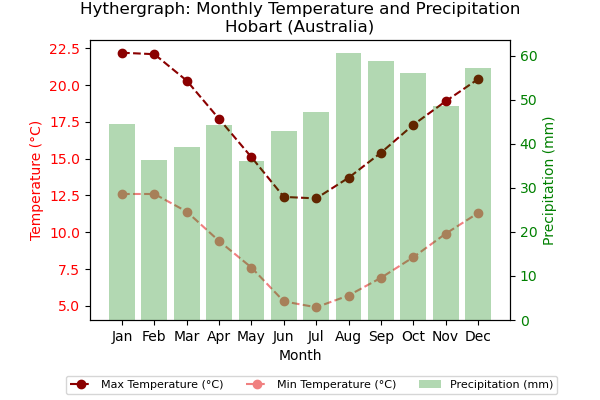 Hythergraph: Monthly Temperature and Precipitation
Hobart (Australia)
Temperature (°C)
22.5
20.0
17.5
15.0
12.5
10.0
7.5
5.0
60
50
40
30
20
10
0
Precipitation (mm)
Jan Feb Mar Apr May Jun Jul Aug Sep Oct Nov Dec
Month
Max Temperature (°C) Min Temperature (°C) Precipitation (mm)